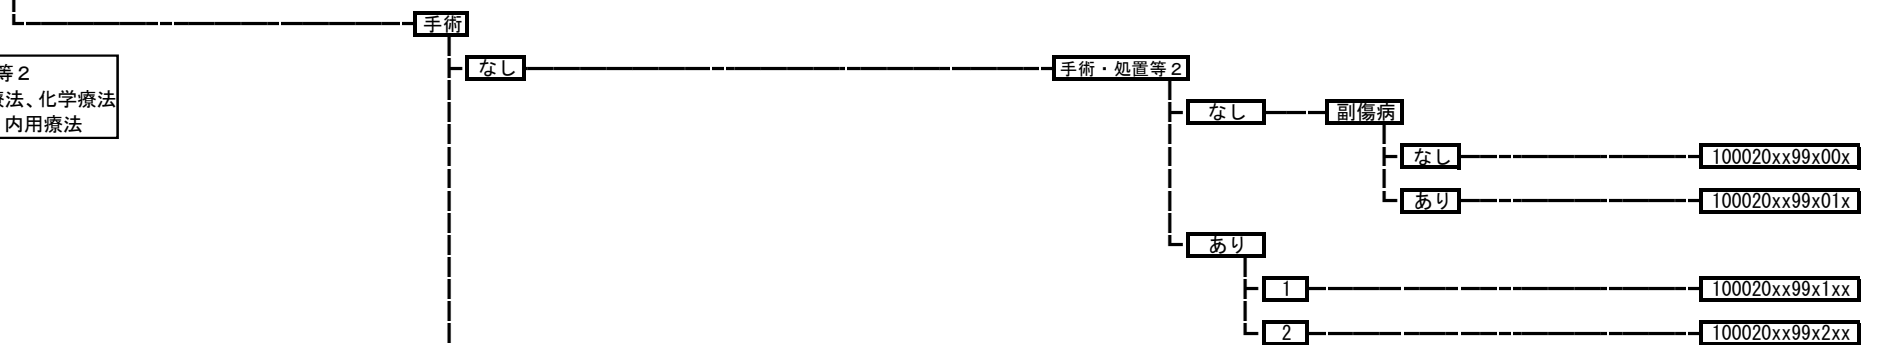 手術
等２
なし
手術・処置等２
療法、化学療法
内用療法
なし
副傷病
なし
100020xx99x00x
あり
100020xx99x01x
あり
1
100020xx99x1xx
2
100020xx99x2xx